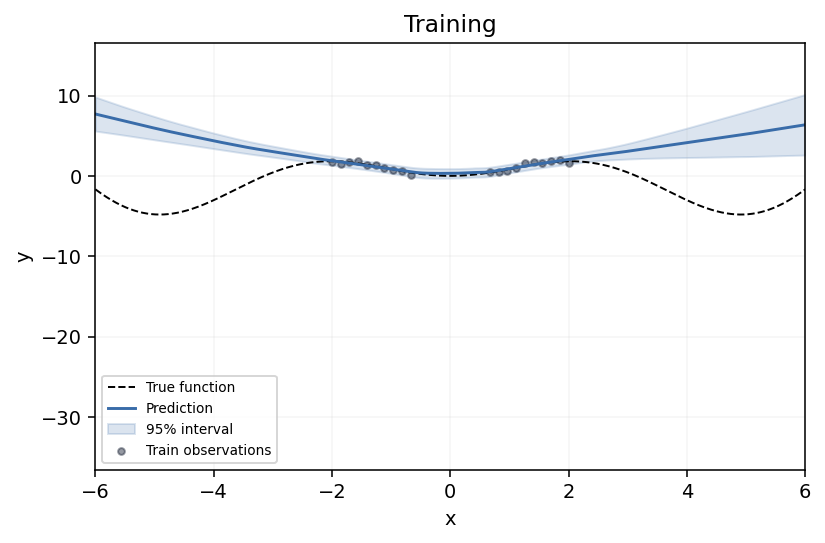 Training
y
10
0
−10
−20
−30
True function
Prediction
95% interval
Train observations
−6 −4 −2 0 2 4 6
x